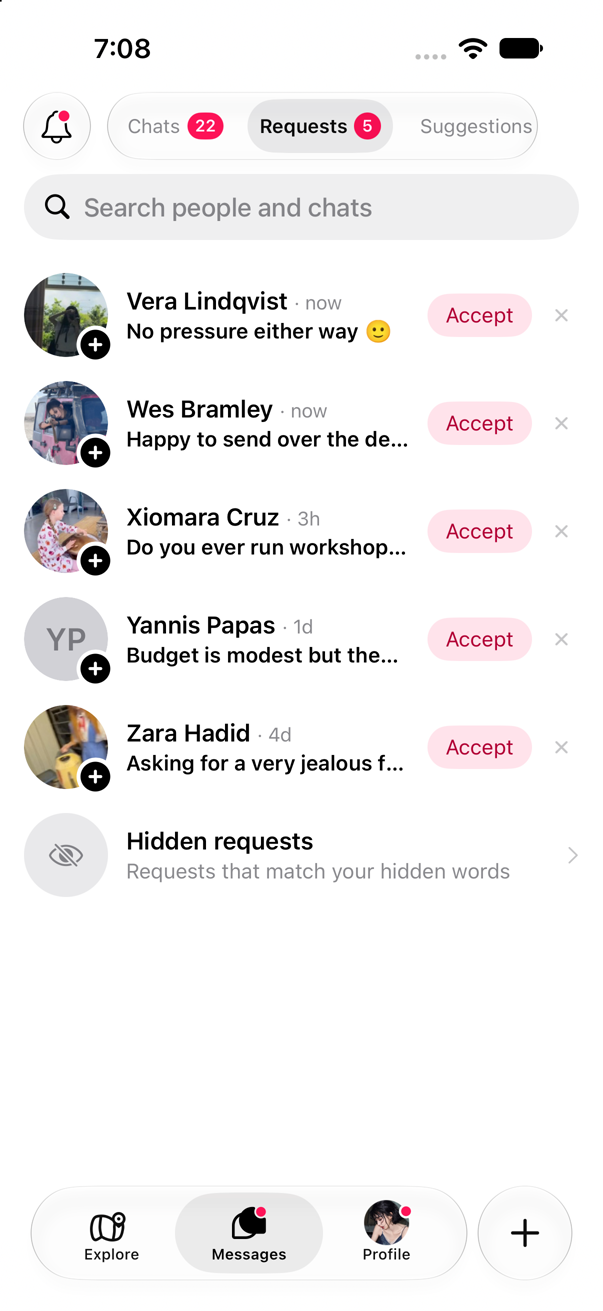 7:08
Chats 22 Requests 5 Suggestions
Search people and chats
Vera Lindqvist · now
No pressure either way 🙂
Accept
Wes Bramley · now
Happy to send over the de...
Accept
Xiomara Cruz · 3h
Do you ever run workshop...
Accept
YP
Yannis Papas · 1d
Budget is modest but the...
Accept
Zara Hadid · 4d
Asking for a very jealous f...
Accept
Hidden requests
Requests that match your hidden words
Explore Messages Profile